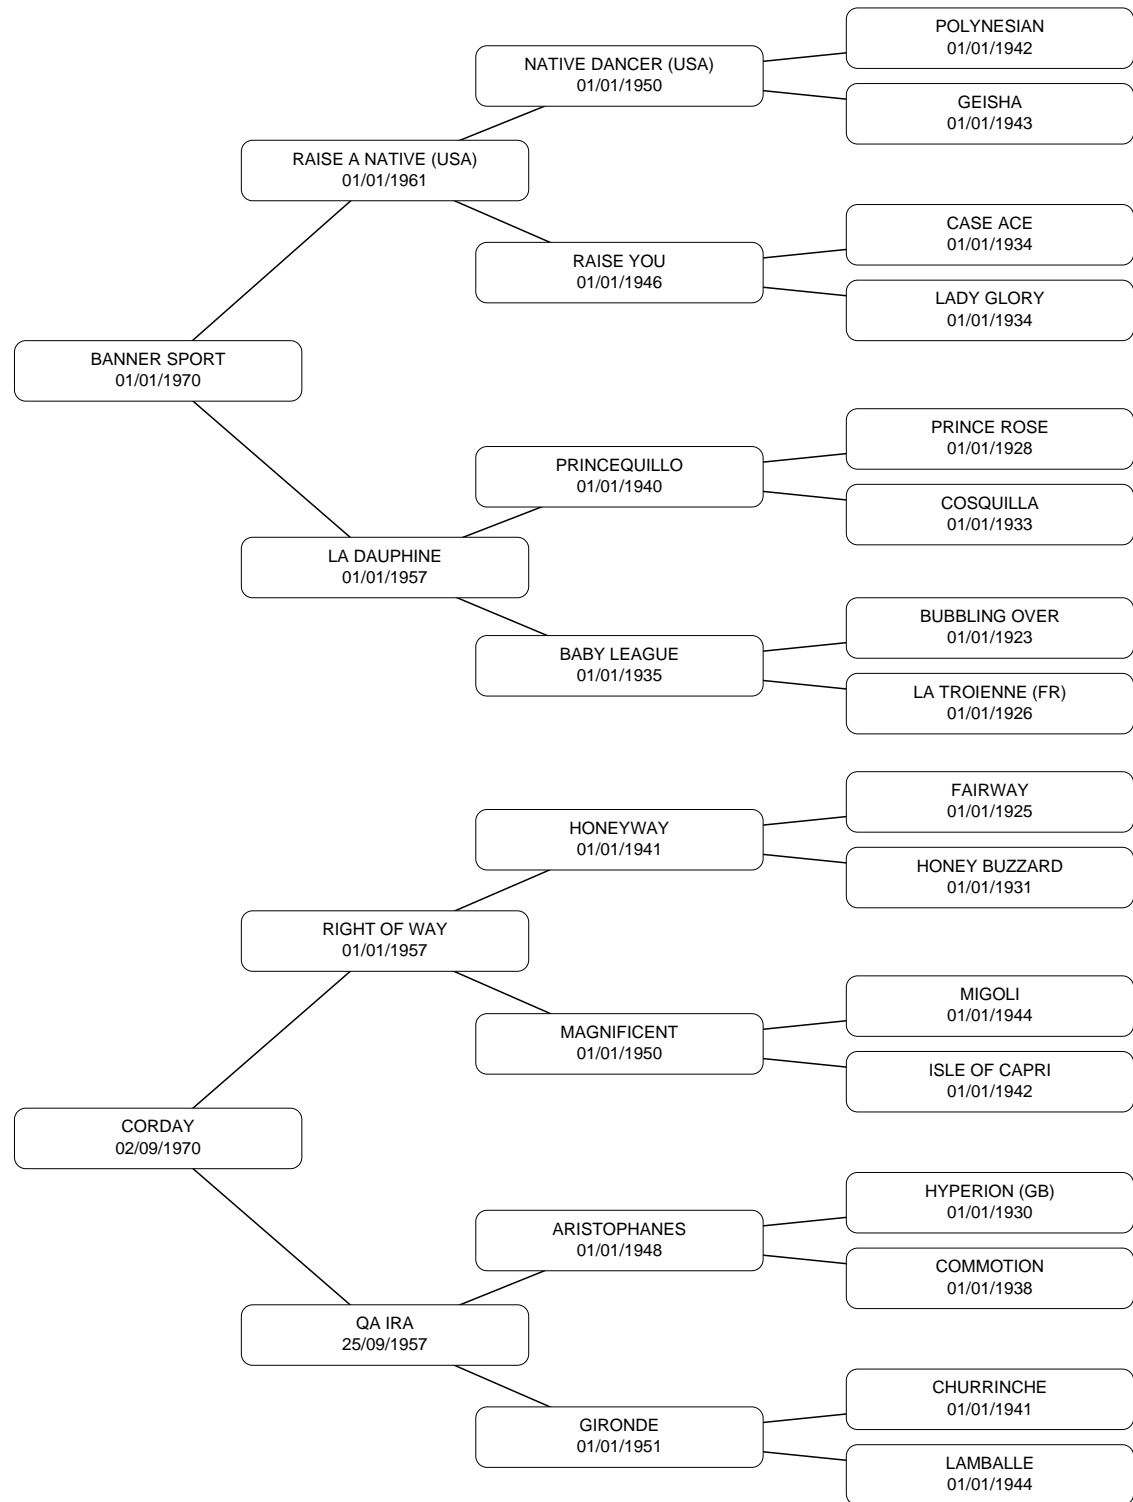 POLYNESIAN
01/01/1942
NATIVE DANCER (USA)
01/01/1950
GEISHA
01/01/1943
RAISE A NATIVE (USA)
01/01/1961
CASE ACE
01/01/1934
RAISE YOU
01/01/1946
LADY GLORY
01/01/1934
BANNER SPORT
01/01/1970
PRINCE ROSE
01/01/1928
PRINCEQUILLO
01/01/1940
COSQUILLA
01/01/1933
LA DAUPHINE
01/01/1957
BUBBLING OVER
01/01/1923
BABY LEAGUE
01/01/1935
LA TROIENNE (FR)
01/01/1926
FAIRWAY
01/01/1925
HONEYWAY
01/01/1941
HONEY BUZZARD
01/01/1931
RIGHT OF WAY
01/01/1957
MIGOLI
01/01/1944
MAGNIFICENT
01/01/1950
ISLE OF CAPRI
01/01/1942
CORDAY
02/09/1970
HYPERION (GB)
01/01/1930
ARISTOPHANES
01/01/1948
COMMOTION
01/01/1938
QA IRA
25/09/1957
CHURRINCHE
01/01/1941
GIRONDE
01/01/1951
LAMBALLE
01/01/1944